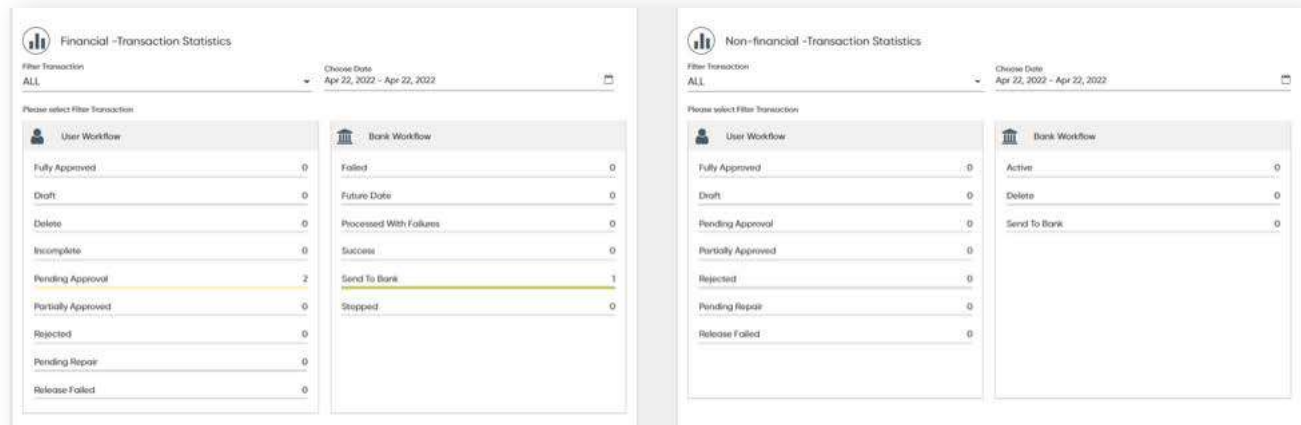 Financial -Transaction Statistics
Filter Transaction
ALL
Choose Date
Apr 22, 2022 - Apr 22, 2022
Please select Filter Transaction
User Workflow
Fully Approved 0
Draft 0
Delete 0
Incomplete 0
Pending Approval 2
Partially Approved 0
Rejected 0
Pending Repair 0
Release Failed 0
Bank Workflow
Failed 0
Future Date 0
Processed With Failures 0
Success 0
Send To Bank 1
Stopped 0
Non-financial -Transaction Statistics
Filter Transaction
ALL
Choose Date
Apr 22, 2022 - Apr 22, 2022
Please select Filter Transaction
User Workflow
Fully Approved 0
Draft 0
Pending Approval 0
Partially Approved 0
Rejected 0
Pending Repair 0
Release Failed 0
Bank Workflow
Active 0
Delete 0
Send To Bank 0